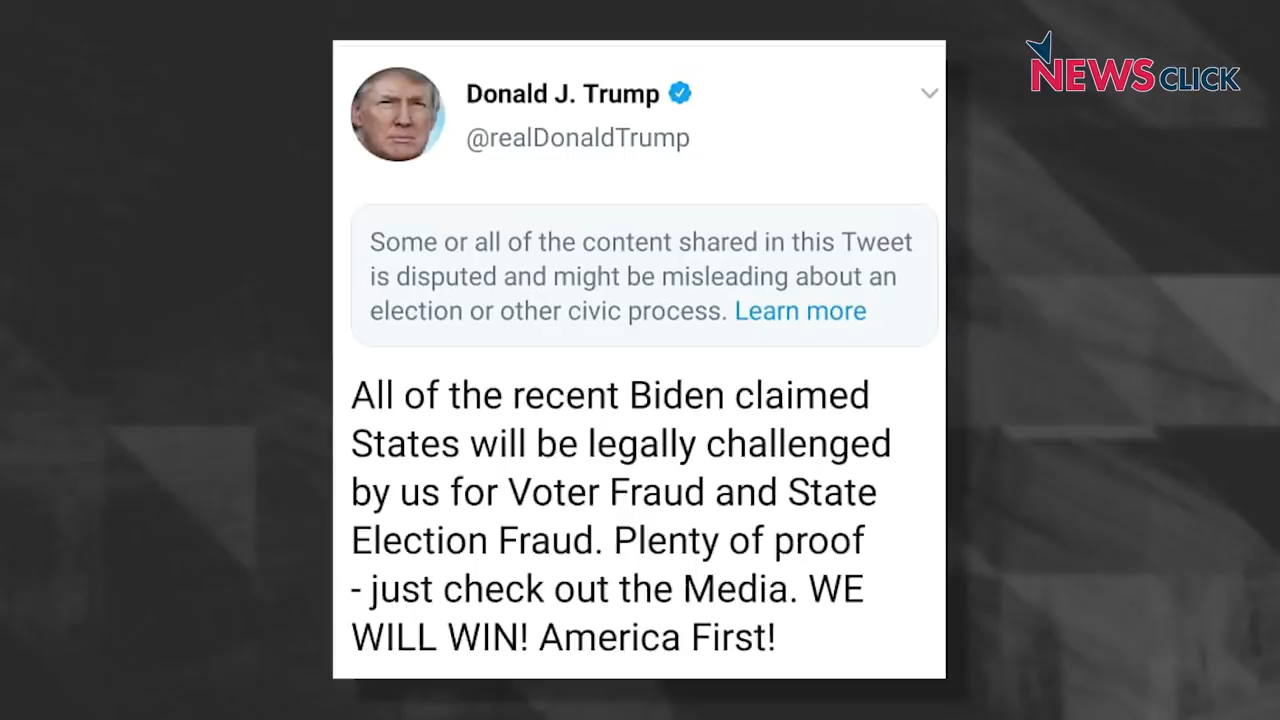 NEWSCLICK
Donald J. Trump
@realDonaldTrump
Some or all of the content shared in this Tweet
is disputed and might be misleading about an
election or other civic process. Learn more
All of the recent Biden claimed
States will be legally challenged
by us for Voter Fraud and State
Election Fraud. Plenty of proof
- just check out the Media. WE
WILL WIN! America First!